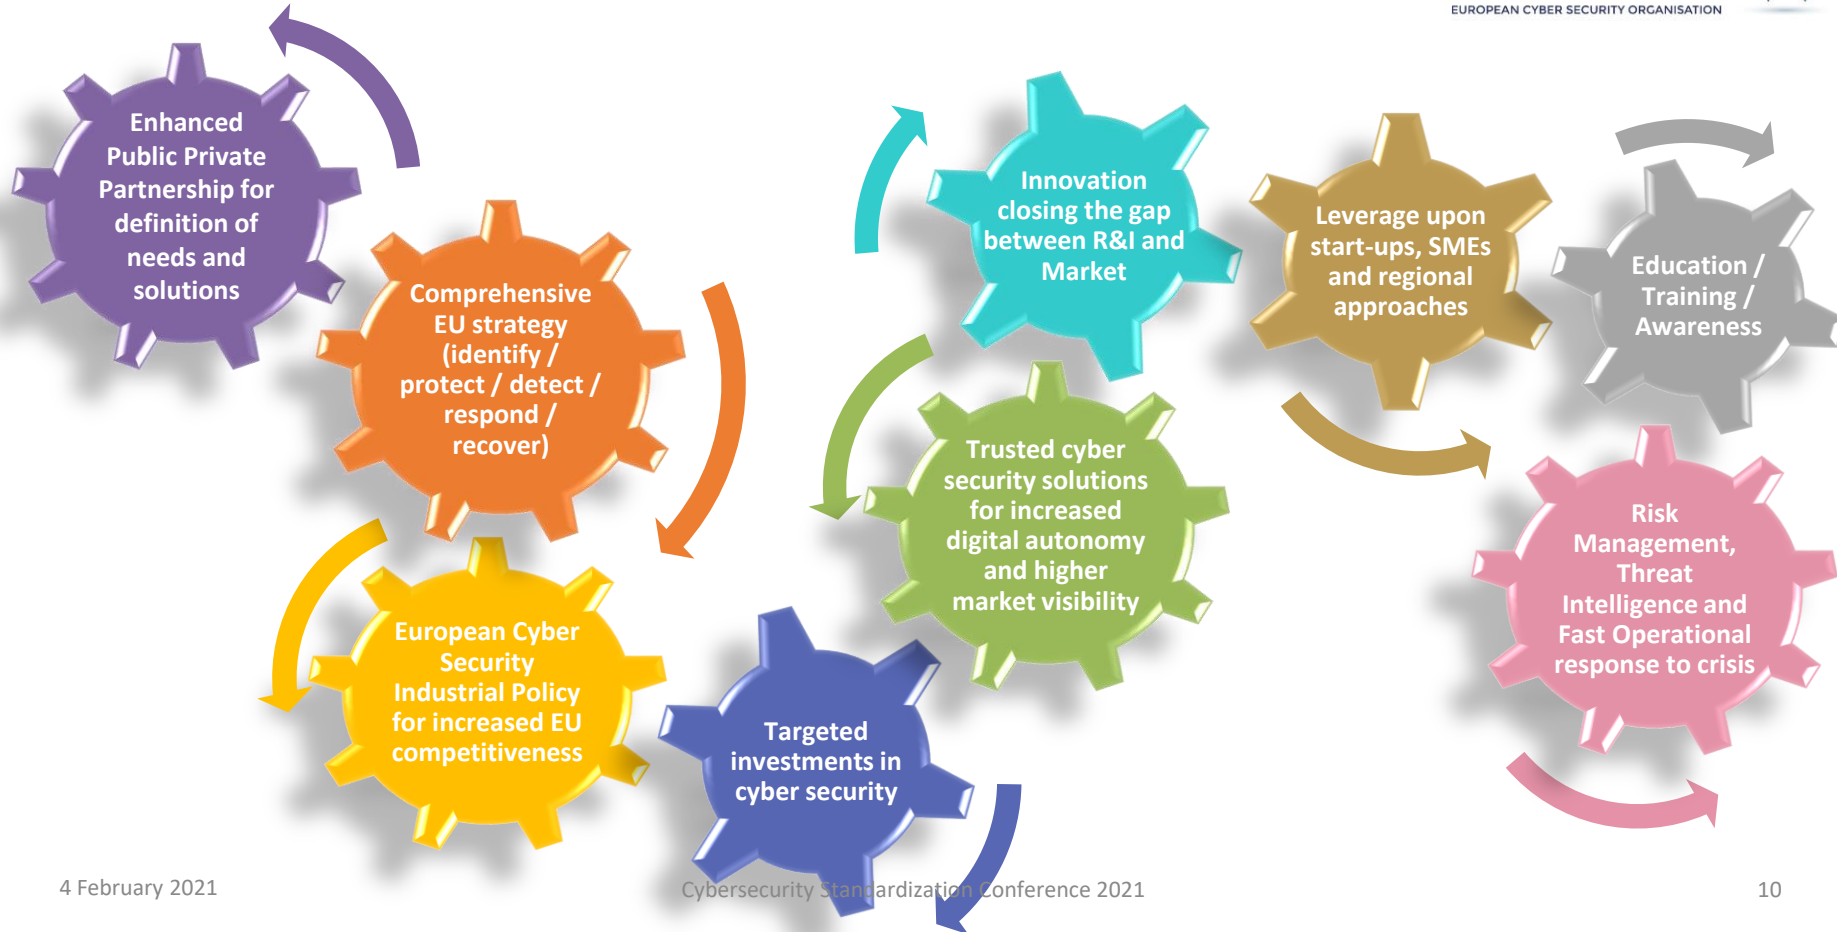 EUROPEAN CYBER SECURITY ORGANISATION
Enhanced
Public Private
Partnership for
definition of
needs and
solutions
Comprehensive
EU strategy
(identify /
protect / detect /
respond /
recover)
European Cyber
Security
Industrial Policy
for increased EU
competitiveness
Targeted
investments in
cyber security
Innovation
closing the gap
between R&I and
Market
Trusted cyber
security solutions
for increased
digital autonomy
and higher
market visibility
Leverage upon
start-ups, SMEs
and regional
approaches
Education /
Training /
Awareness
Risk
Management,
Threat
Intelligence and
Fast Operational
response to crisis
4 February 2021
Cybersecurity Standardization Conference 2021
10